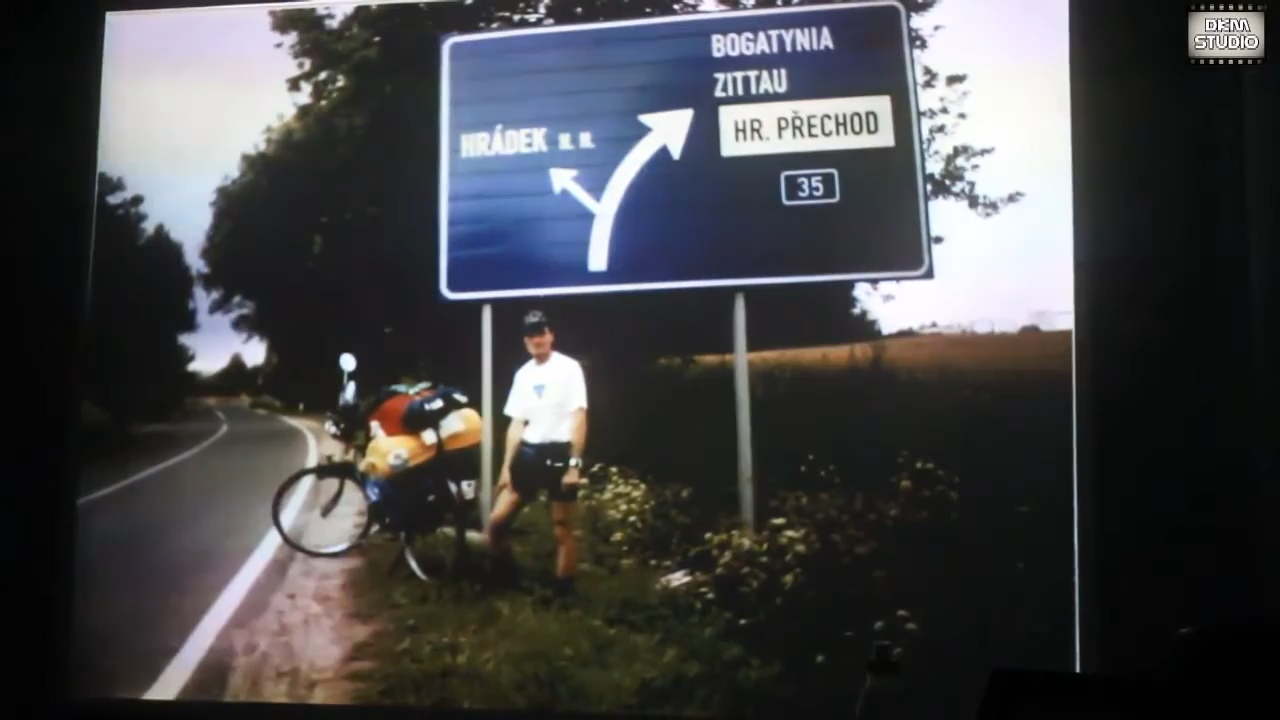 BOGATYNIA
ZITTAU
HRÁDEK N. N.
HR. PŘECHOD
35
DKM
STUDIO